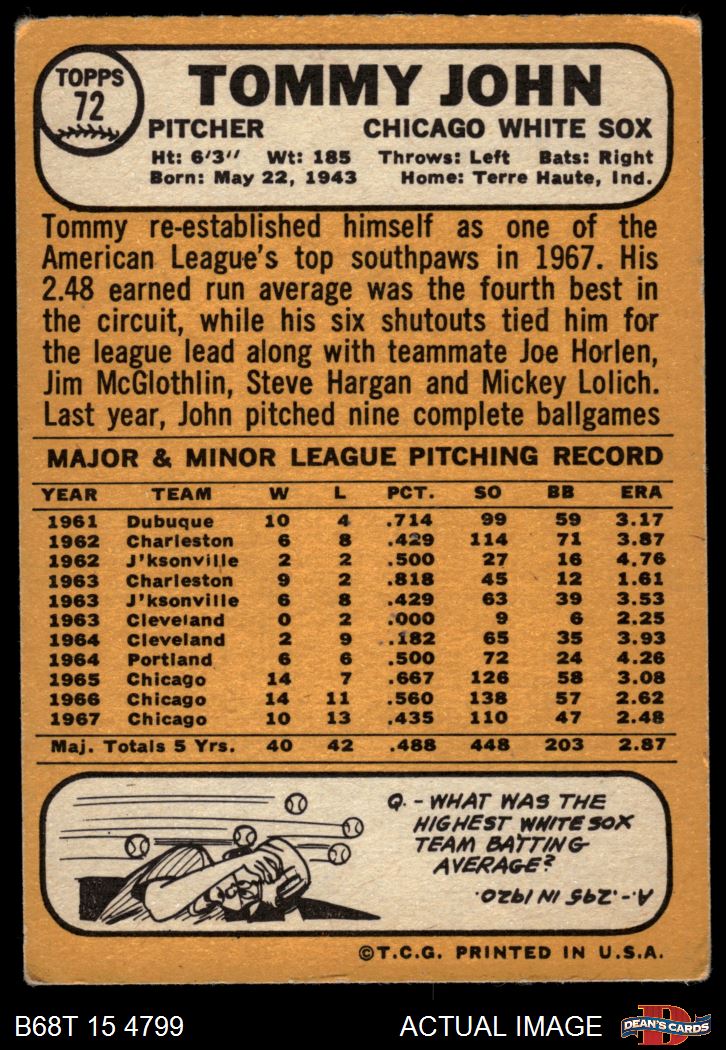 TOPPS
72
TOMMY JOHN
PITCHER CHICAGO WHITE SOX
Ht: 6'3" Wt: 185 Throws: Left Bats: Right
Born: May 22, 1943 Home: Terre Haute, Ind.
Tommy re-established himself as one of the
American League's top southpaws in 1967. His
2.48 earned run average was the fourth best in
the circuit, while his six shutouts tied him for
the league lead along with teammate Joe Horlen,
Jim McGlothlin, Steve Hargan and Mickey Lolich.
Last year, John pitched nine complete ballgames
MAJOR & MINOR LEAGUE PITCHING RECORD
YEAR TEAM W L PCT. SO BB ERA
1961 Dubuque 10 4 .714 99 59 3.17
1962 Charleston 6 8 .429 114 71 3.87
1962 J'ksonville 2 2 .500 27 16 4.76
1963 Charleston 9 2 .818 45 12 1.61
1963 J'ksonville 6 8 .429 63 39 3.53
1963 Cleveland 0 2 .000 9 6 2.25
1964 Cleveland 2 9 .182 65 35 3.93
1964 Portland 6 6 .500 72 24 4.26
1965 Chicago 14 7 .667 126 58 3.08
1966 Chicago 14 11 .560 138 57 2.62
1967 Chicago 10 13 .435 110 47 2.48
Maj. Totals 5 Yrs. 40 42 .488 448 203 2.87
Q.-WHAT WAS THE
HIGHEST WHITE SOX
TEAM BATTING
AVERAGE?
A-.295 IN 1920.
©T.C.G. PRINTED IN U.S.A.
B68T 15 4799 ACTUAL IMAGE
D
DEAN'S CARDS